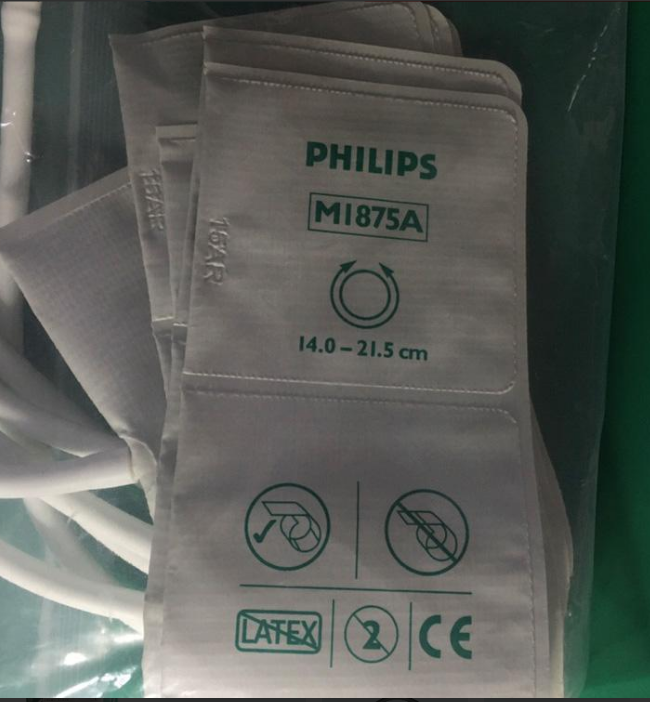 PHILIPS
M1875A
14.0 – 21.5 cm
LATEX
2
CE